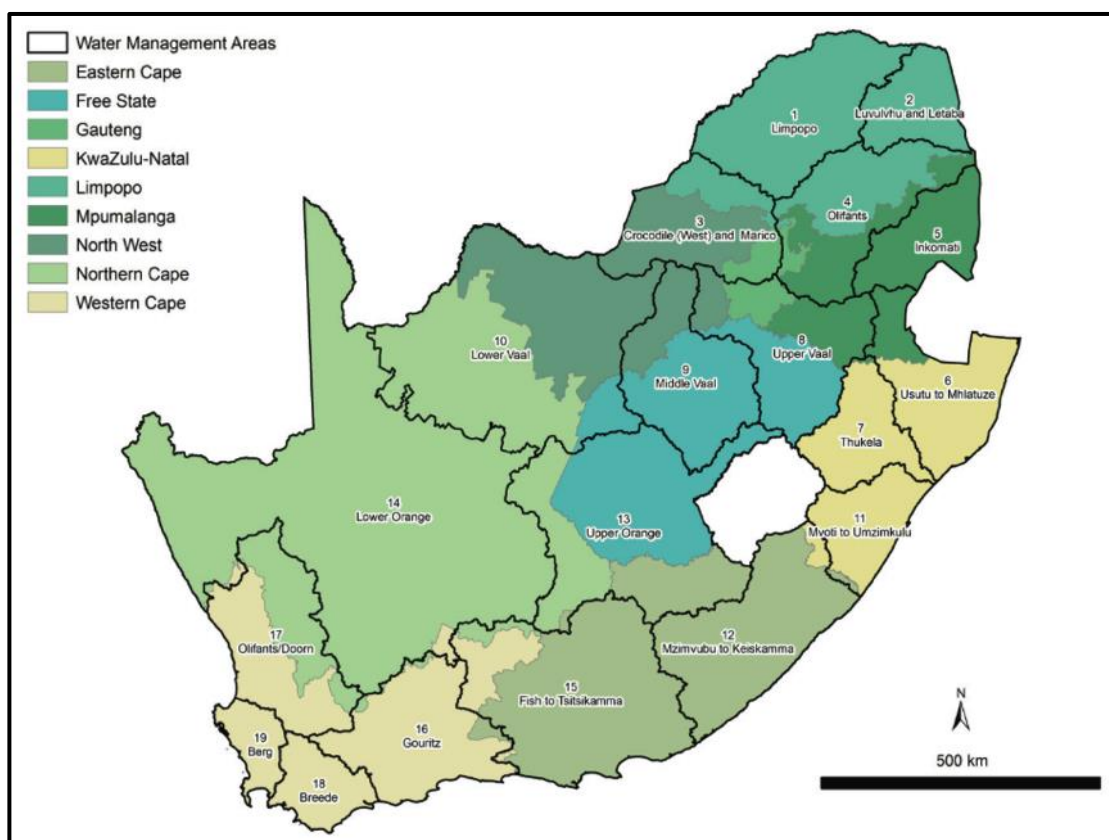 Water Management Areas
Eastern Cape
Free State
Gauteng
KwaZulu-Natal
Limpopo
Mpumalanga
North West
Northern Cape
Western Cape
1
Limpopo
2
Luvulvhu and Letaba
3
Crocodile (West) and Marico
4
Olifants
5
Inkomati
10
Lower Vaal
8
Upper Vaal
9
Middle Vaal
6
Usutu to Mhlatuze
7
Thukela
14
Lower Orange
13
Upper Orange
11
Mvoti to Umzimkulu
12
Mzimvubu to Keiskamma
17
Olifants/Doorn
15
Fish to Tsitsikamma
16
Gouritz
19
Berg
18
Breede
N
500 km